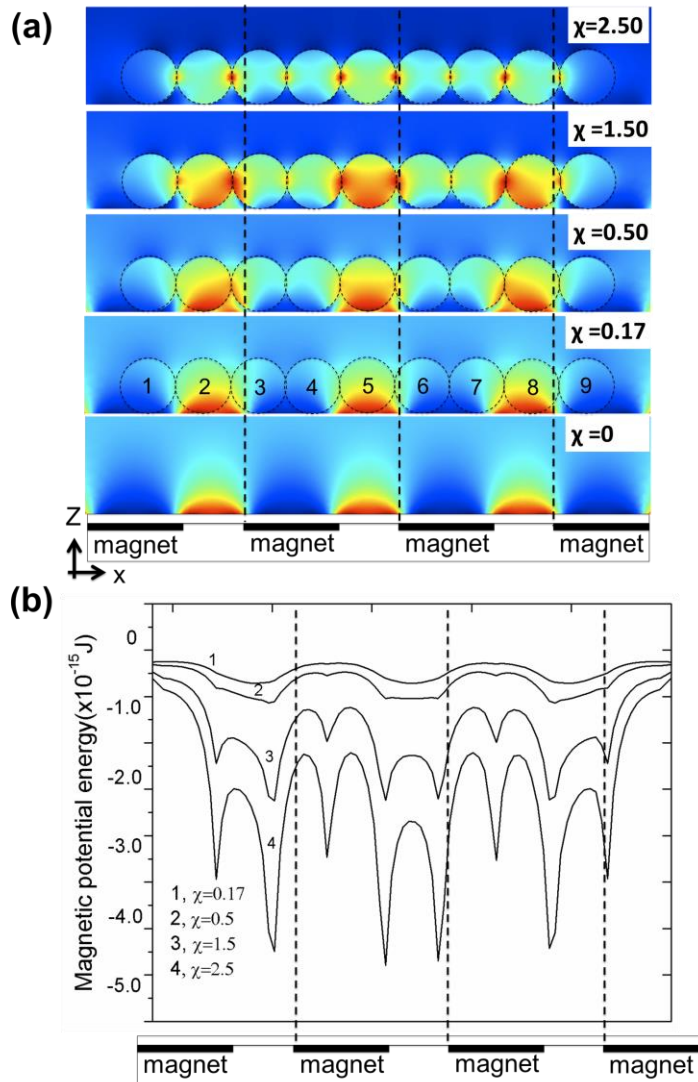 (a)
χ=2.50
χ =1.50
χ =0.50
χ =0.17
1 2 3 4 5 6 7 8 9
χ =0
Z
x
magnet magnet magnet magnet
(b)
Magnetic potential energy(x10⁻¹⁵J)
0
-1.0
-2.0
-3.0
-4.0
-5.0
1
2
3
4
1, χ=0.17
2, χ=0.5
3, χ=1.5
4, χ=2.5
magnet magnet magnet magnet